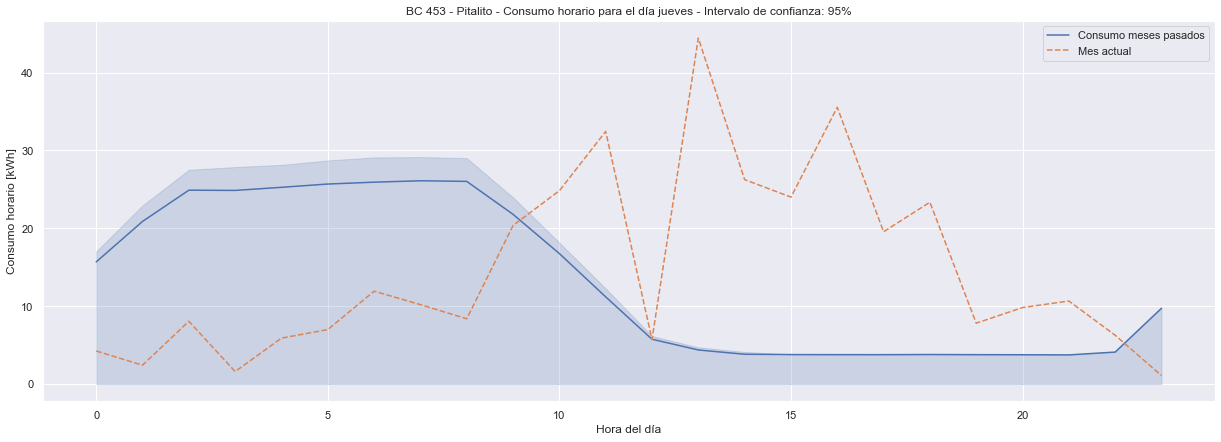 BC 453 - Pitalito - Consumo horario para el día jueves - Intervalo de confianza: 95%
Consumo meses pasados
Mes actual
Consumo horario [kWh]
40
30
20
10
0
0 5 10 15 20
Hora del día